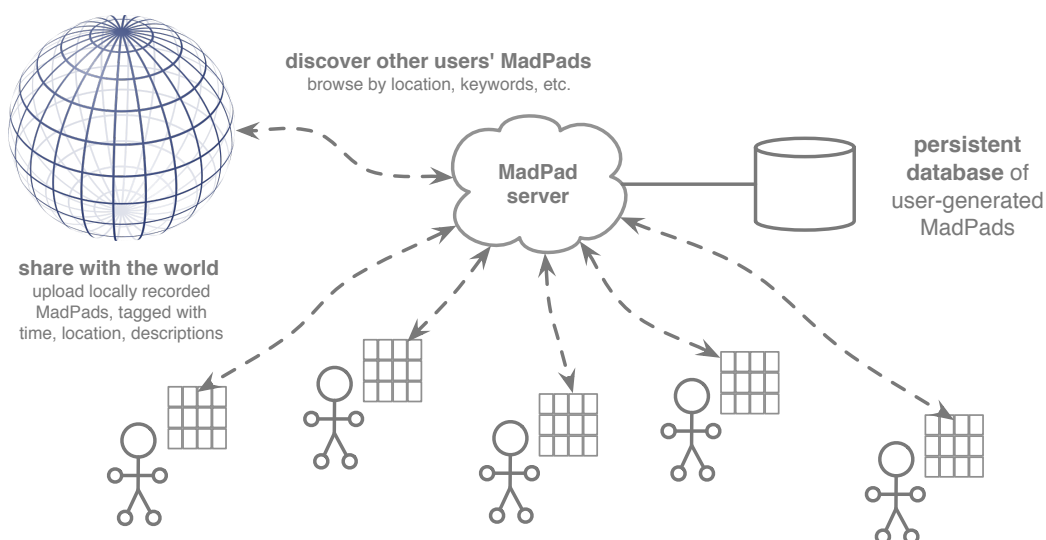 discover other users' MadPads
browse by location, keywords, etc.
MadPad
server
persistent
database of
user-generated
MadPads
share with the world
upload locally recorded
MadPads, tagged with
time, location, descriptions